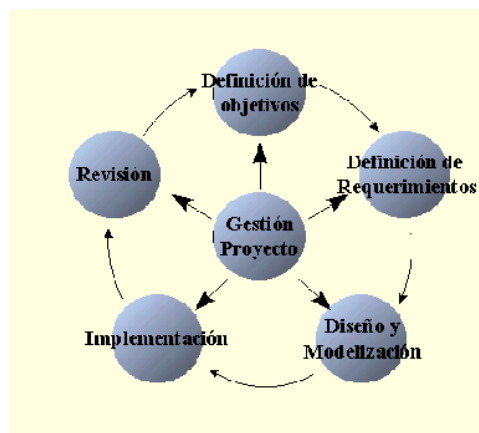 Definición de
objetivos
Definición de
Requerimientos
Revisión
Gestión
Proyecto
Implementación
Diseño y
Modelización